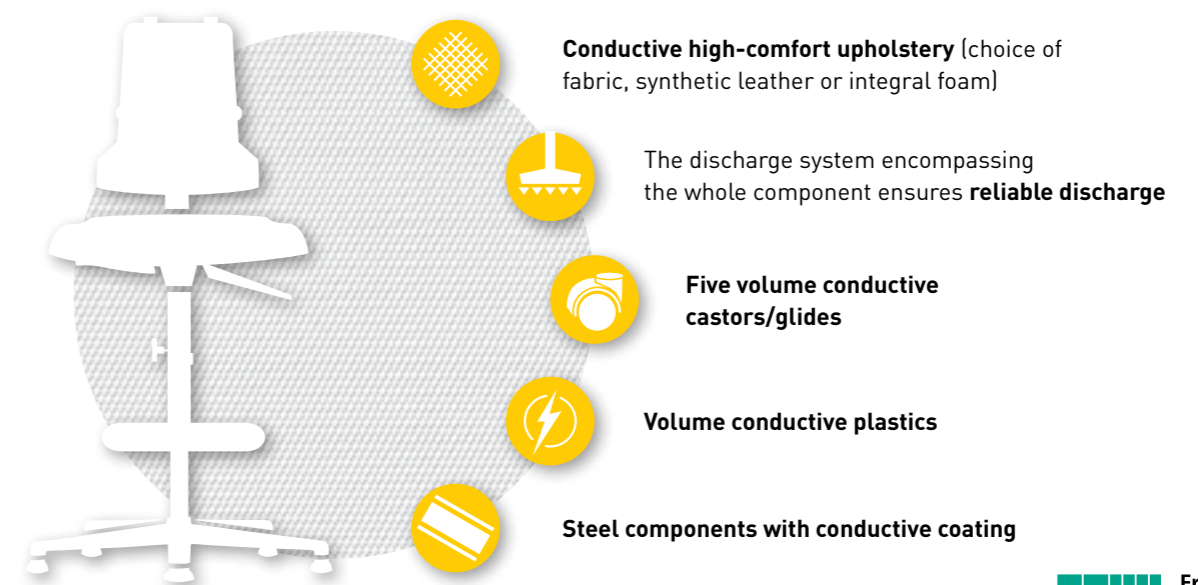 Conductive high-comfort upholstery (choice of
fabric, synthetic leather or integral foam)
The discharge system encompassing
the whole component ensures reliable discharge
Five volume conductive
castors/glides
Volume conductive plastics
Steel components with conductive coating